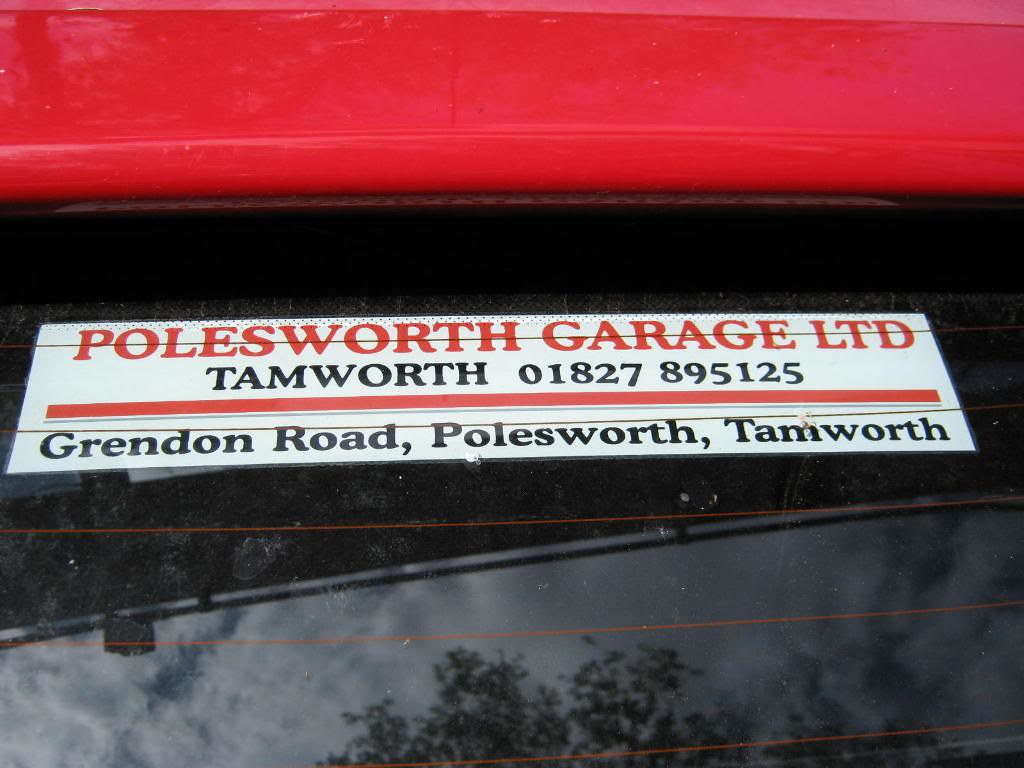 POLESWORTH GARAGE LTD
TAMWORTH 01827 895125
Grendon Road, Polesworth, Tamworth